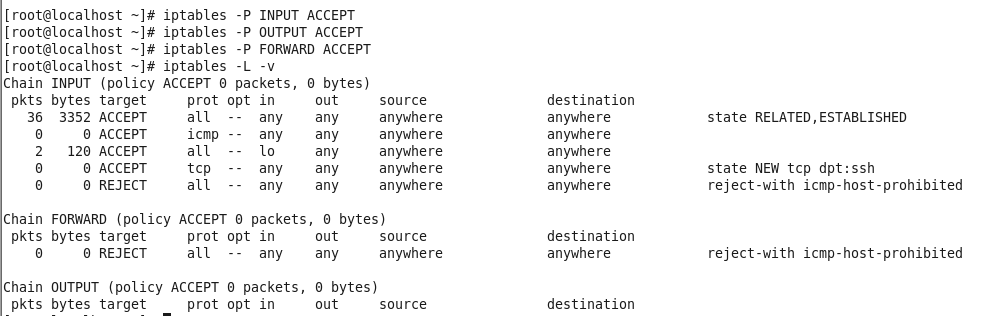 [root@localhost ~]# iptables -P INPUT ACCEPT
[root@localhost ~]# iptables -P OUTPUT ACCEPT
[root@localhost ~]# iptables -P FORWARD ACCEPT
[root@localhost ~]# iptables -L -v
Chain INPUT (policy ACCEPT 0 packets, 0 bytes)
 pkts bytes target     prot opt in     out     source               destination
   36  3352 ACCEPT     all  --  any    any     anywhere             anywhere            state RELATED,ESTABLISHED
    0     0 ACCEPT     icmp --  any    any     anywhere             anywhere
    2   120 ACCEPT     all  --  lo     any     anywhere             anywhere
    0     0 ACCEPT     tcp  --  any    any     anywhere             anywhere            state NEW tcp dpt:ssh
    0     0 REJECT     all  --  any    any     anywhere             anywhere            reject-with icmp-host-prohibited
Chain FORWARD (policy ACCEPT 0 packets, 0 bytes)
 pkts bytes target     prot opt in     out     source               destination
    0     0 REJECT     all  --  any    any     anywhere             anywhere            reject-with icmp-host-prohibited
Chain OUTPUT (policy ACCEPT 0 packets, 0 bytes)
 pkts bytes target     prot opt in     out     source               destination